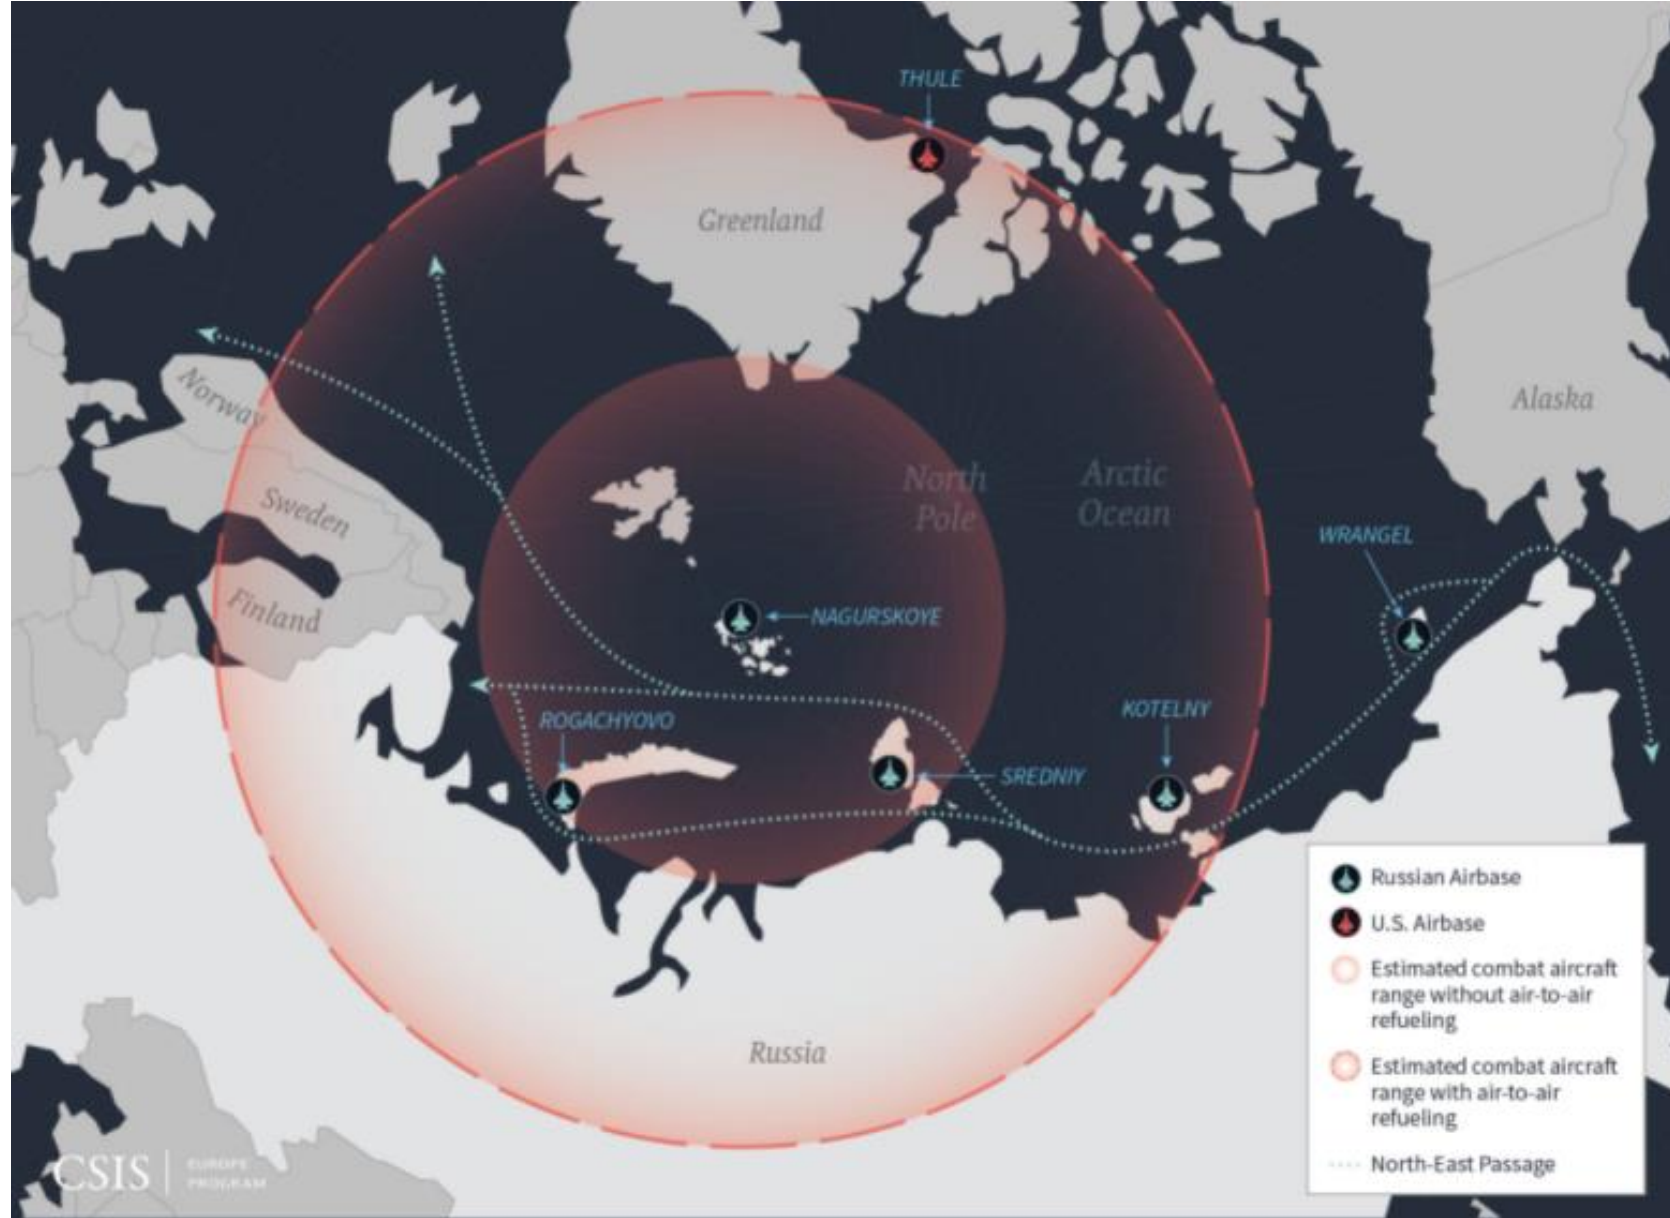 THULE
Greenland
Norway
Alaska
North
Pole
Arctic
Ocean
Sweden
WRANGEL
Finland
NAGURSKOYE
ROGACHYOVO
KOTELNY
SREDNIY
Russia
Russian Airbase
U.S. Airbase
Estimated combat aircraft
range without air-to-air
refueling
Estimated combat aircraft
range with air-to-air
refueling
North-East Passage
CSIS
EUROPE
PROGRAM